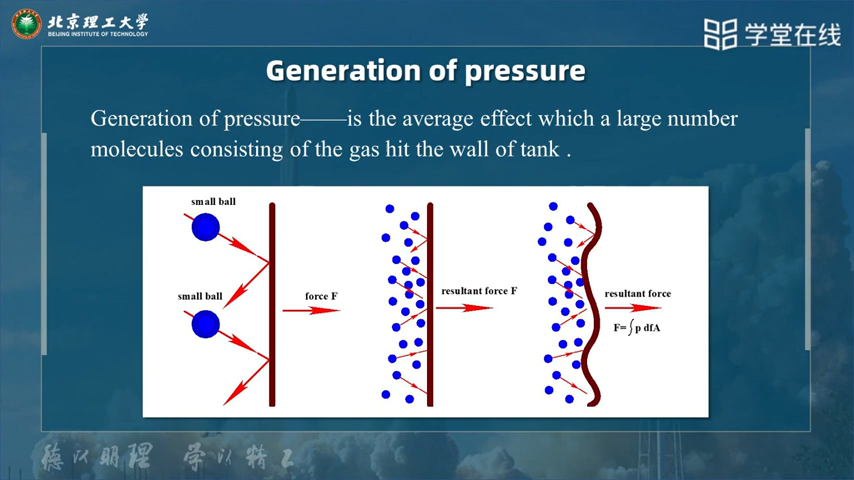 北京理工大学
BEIJING INSTITUTE OF TECHNOLOGY
学堂在线
Generation of pressure
Generation of pressure——is the average effect which a large number
molecules consisting of the gas hit the wall of tank .
small ball
small ball
force F
resultant force F
resultant force
F=∫p dfA
德以明理 学以精工